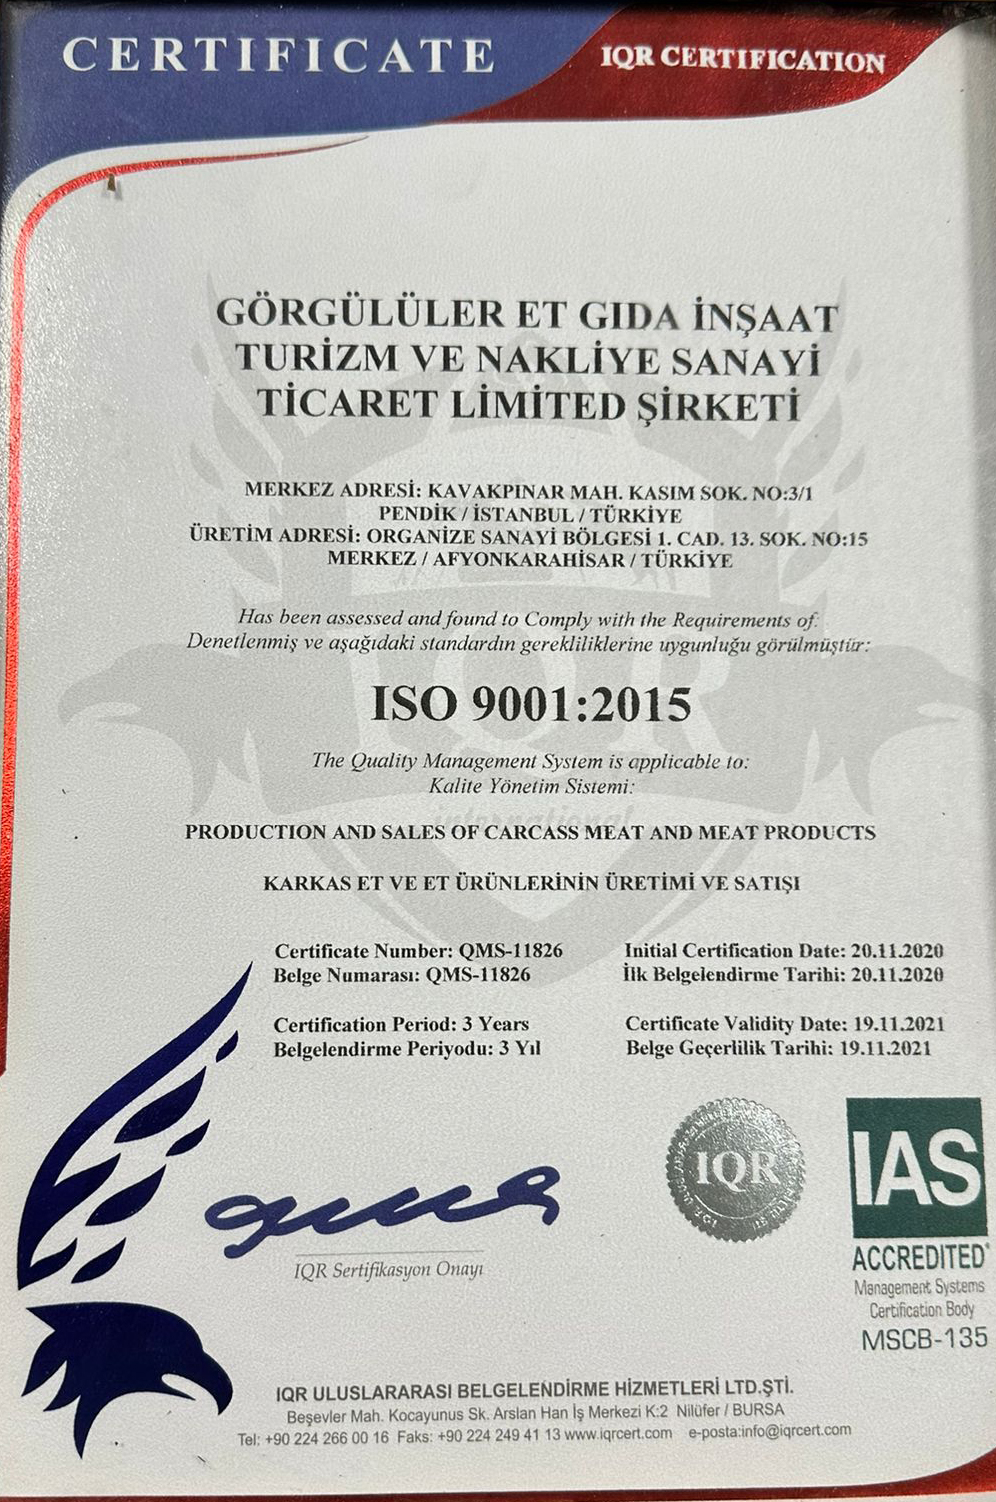 CERTIFICATE
IQR CERTIFICATION
GÖRGÜLÜLER ET GIDA İNŞAAT
TURİZM VE NAKLİYE SANAYİ
TİCARET LİMİTED ŞİRKETİ
MERKEZ ADRESİ: KAVAKPINAR MAH. KASIM SOK. NO:3/1
PENDİK / İSTANBUL / TÜRKİYE
ÜRETİM ADRESİ: ORGANİZE SANAYİ BÖLGESİ 1. CAD. 13. SOK. NO:15
MERKEZ / AFYONKARAHİSAR / TÜRKİYE
Has been assessed and found to Comply with the Requirements of:
Denetlenmiş ve aşağıdaki standardın gerekliliklerine uygunluğu görülmüştür:
ISO 9001:2015
The Quality Management System is applicable to:
Kalite Yönetim Sistemi:
international
PRODUCTION AND SALES OF CARCASS MEAT AND MEAT PRODUCTS
KARKAS ET VE ET ÜRÜNLERİNİN ÜRETİMİ VE SATIŞI
Certificate Number: QMS-11826
Belge Numarası: QMS-11826
Initial Certification Date: 20.11.2020
İlk Belgelendirme Tarihi: 20.11.2020
Certification Period: 3 Years
Belgelendirme Periyodu: 3 Yıl
Certificate Validity Date: 19.11.2021
Belge Geçerlilik Tarihi: 19.11.2021
IQR Sertifikasyon Onayı
IQR
IAS
ACCREDITED
Management Systems
Certification Body
MSCB-135
IQR ULUSLARARASI BELGELENDİRME HİZMETLERİ LTD.ŞTİ.
Beşevler Mah. Kocayunus Sk. Arslan Han İş Merkezi K:2 Nilüfer / BURSA
Tel: +90 224 266 00 16 Faks: +90 224 249 41 13 www.iqrcert.com e-posta:info@iqrcert.com